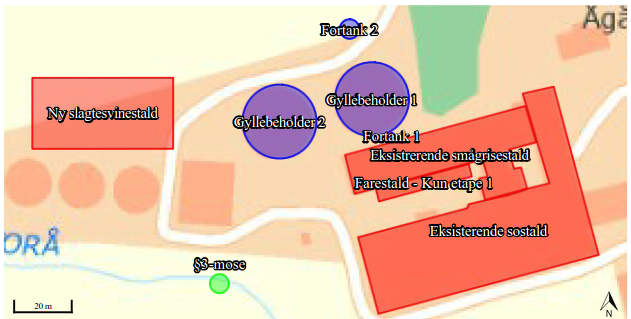 Ågå
Fortank 2
Gyllebeholder 1
Ny slagtesvinestald
Gyllebeholder 2
Fortank 1
Eksistrerende smågrisestald
Farestald - Kun etape 1
Eksisterende sostald
ORÅ
§3-mose
20 m
N